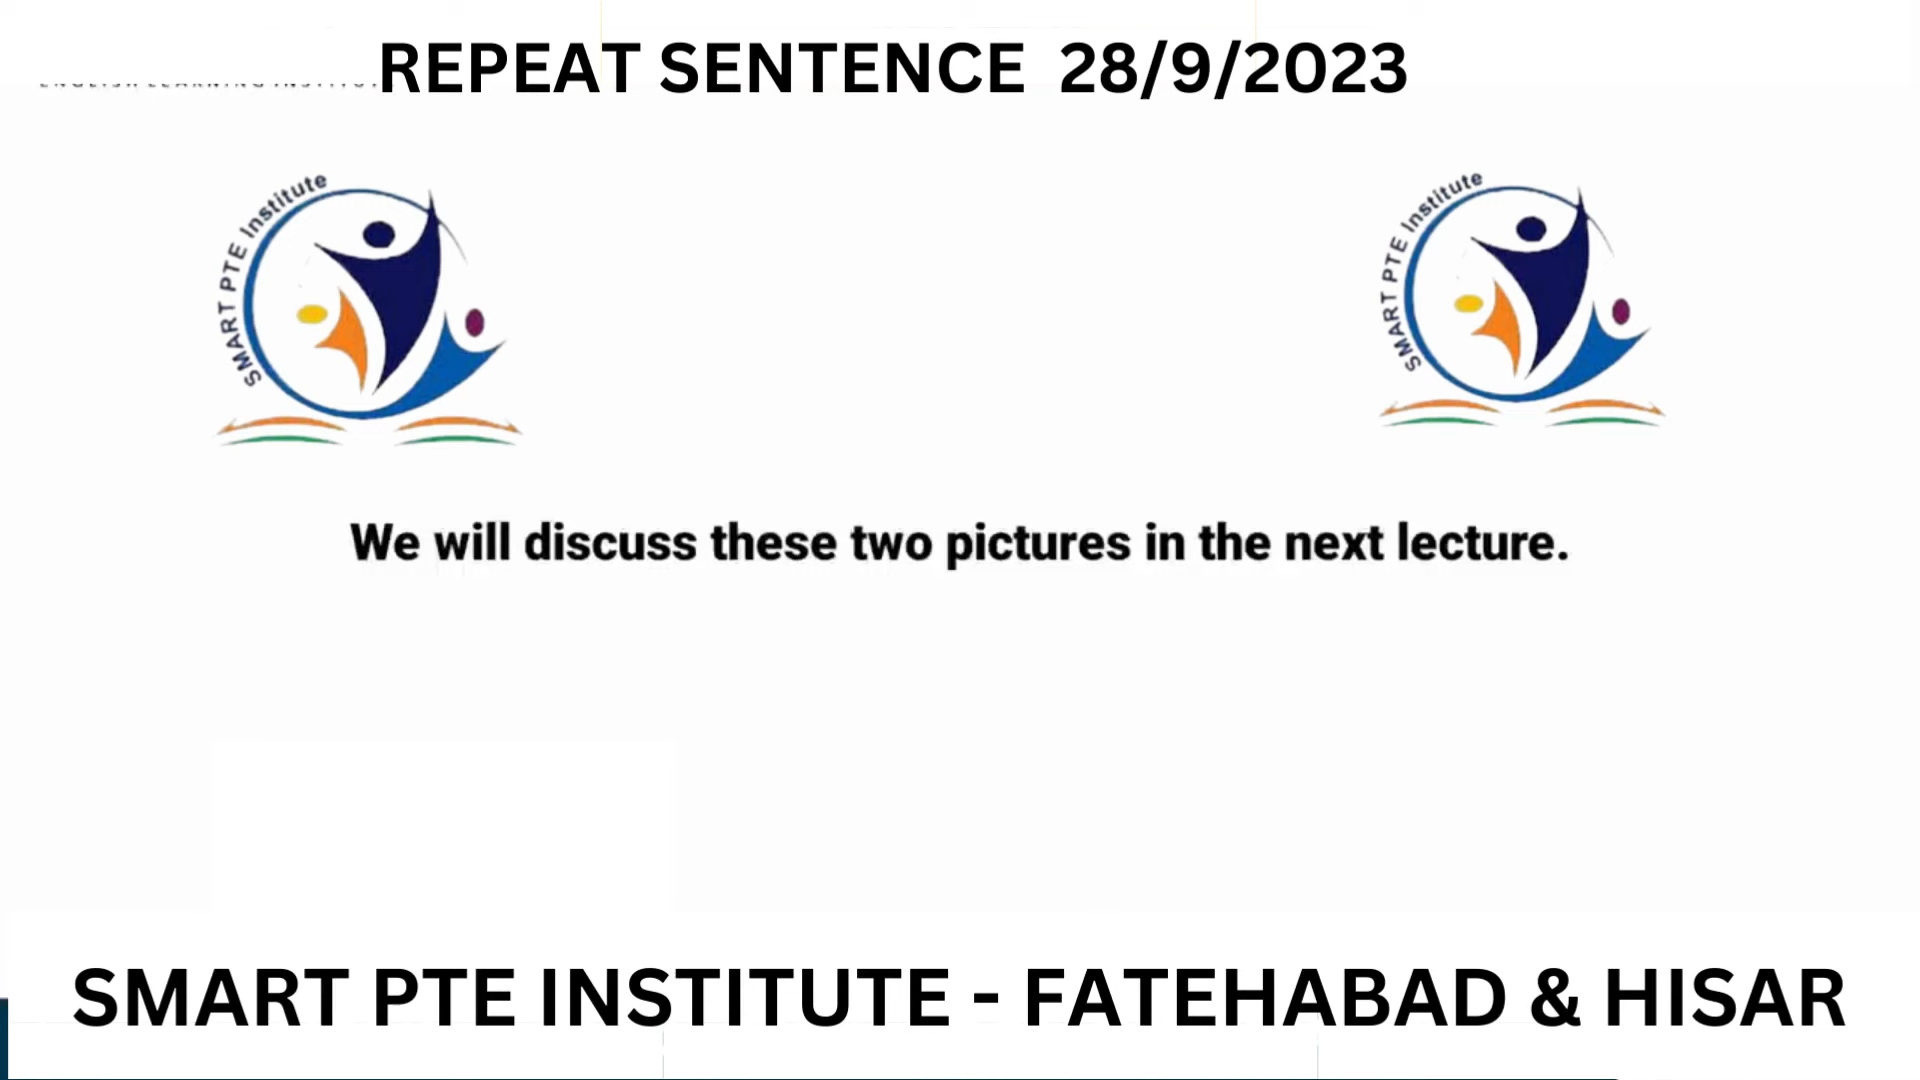 REPEAT SENTENCE 28/9/2023
SMART PTE Institute
SMART PTE Institute
We will discuss these two pictures in the next lecture.
SMART PTE INSTITUTE - FATEHABAD & HISAR